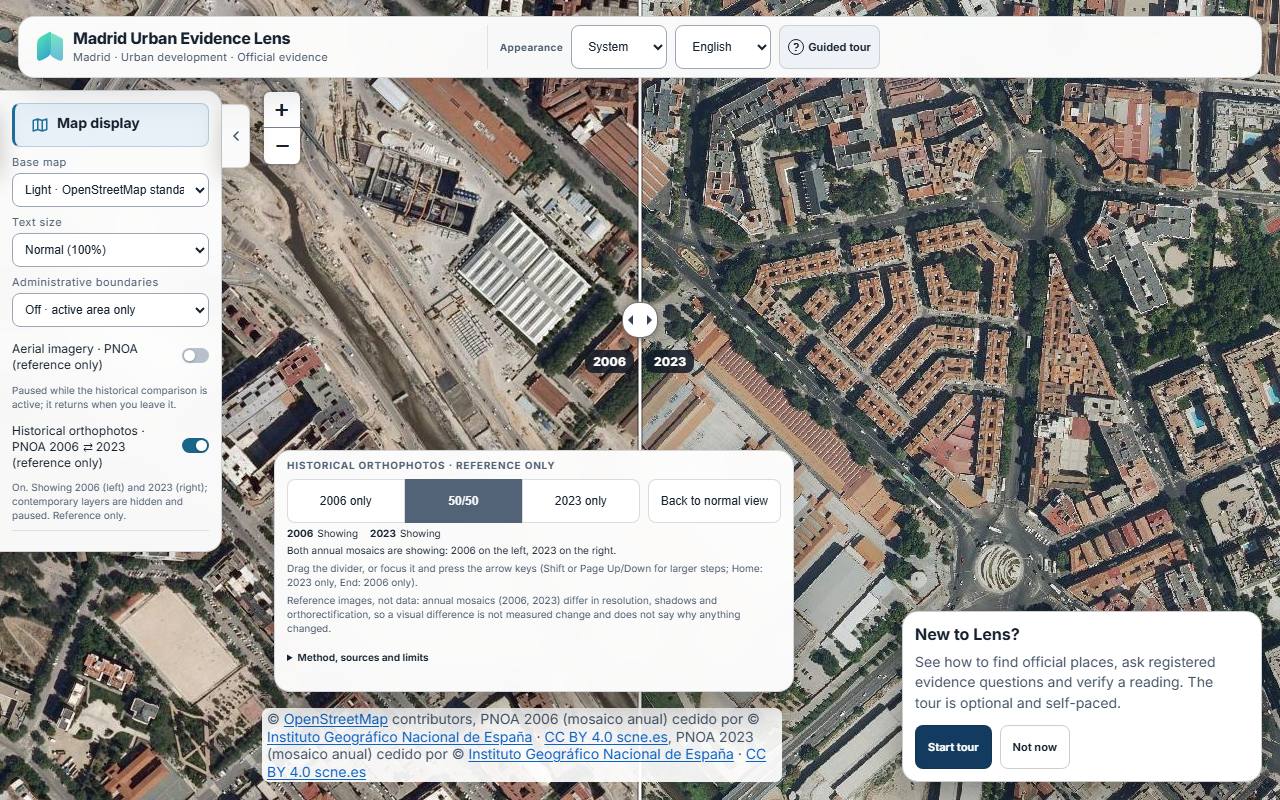 Madrid Urban Evidence Lens
Madrid · Urban development · Official evidence
Appearance
System
English
? Guided tour
Map display
Base map
Light · OpenStreetMap standa
Text size
Normal (100%)
Administrative boundaries
Off · active area only
Aerial imagery · PNOA
(reference only)
Paused while the historical comparison is
active; it returns when you leave it.
Historical orthophotos ·
PNOA 2006 ⇄ 2023
(reference only)
On. Showing 2006 (left) and 2023 (right);
contemporary layers are hidden and
paused. Reference only.
+
−
2006
2023
HISTORICAL ORTHOPHOTOS · REFERENCE ONLY
2006 only
50/50
2023 only
Back to normal view
2006 Showing 2023 Showing
Both annual mosaics are showing: 2006 on the left, 2023 on the right.
Drag the divider, or focus it and press the arrow keys (Shift or Page Up/Down for larger steps; Home:
2023 only, End: 2006 only).
Reference images, not data: annual mosaics (2006, 2023) differ in resolution, shadows and
orthorectification, so a visual difference is not measured change and does not say why anything
changed.
Method, sources and limits
© OpenStreetMap contributors, PNOA 2006 (mosaico anual) cedido por ©
Instituto Geográfico Nacional de España · CC BY 4.0 scne.es, PNOA 2023
(mosaico anual) cedido por © Instituto Geográfico Nacional de España · CC
BY 4.0 scne.es
New to Lens?
See how to find official places, ask registered
evidence questions and verify a reading. The
tour is optional and self-paced.
Start tour
Not now